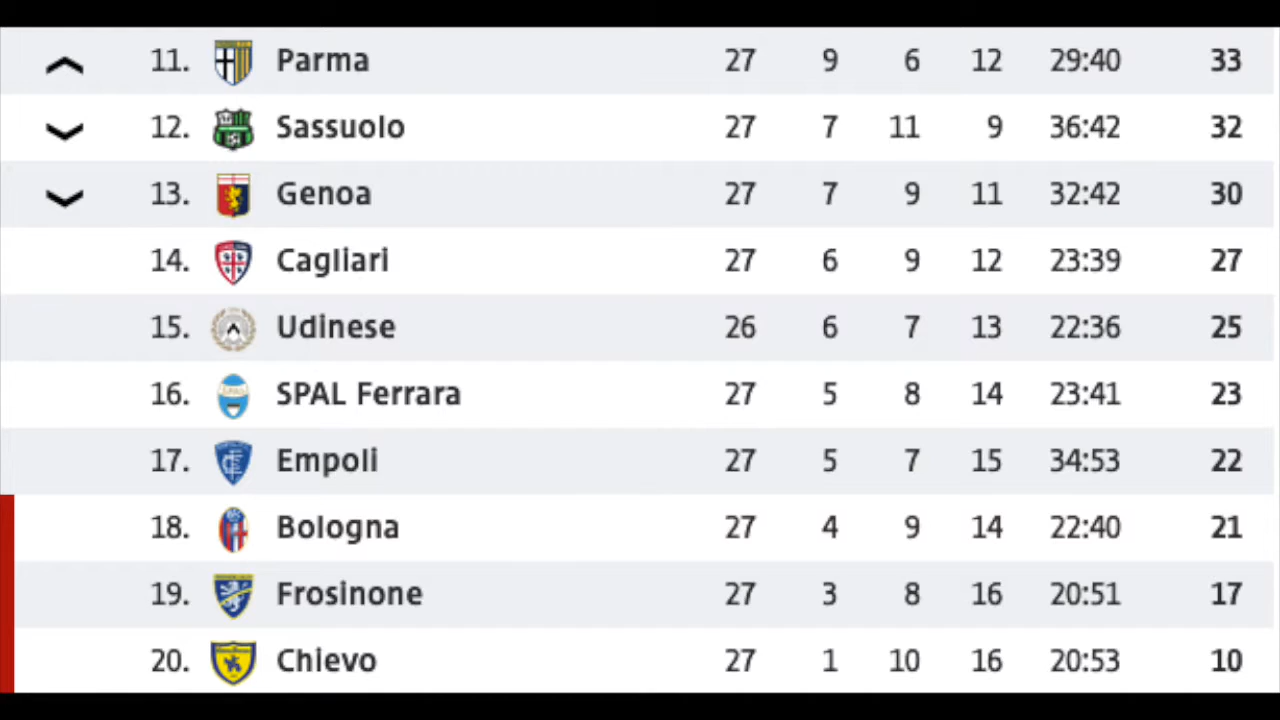 11. Parma 27 9 6 12 29:40 33
12. Sassuolo 27 7 11 9 36:42 32
13. Genoa 27 7 9 11 32:42 30
14. Cagliari 27 6 9 12 23:39 27
15. Udinese 26 6 7 13 22:36 25
16. SPAL Ferrara 27 5 8 14 23:41 23
17. Empoli 27 5 7 15 34:53 22
18. Bologna 27 4 9 14 22:40 21
19. Frosinone 27 3 8 16 20:51 17
20. Chievo 27 1 10 16 20:53 10